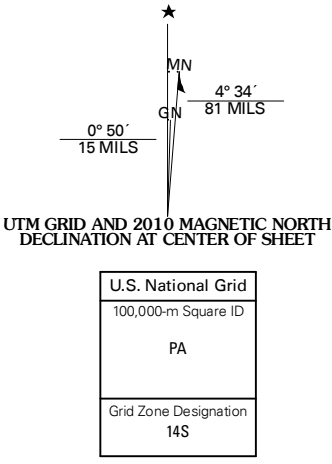 MN
4° 34´
81 MILS
GN
0° 50´
15 MILS
UTM GRID AND 2010 MAGNETIC NORTH
DECLINATION AT CENTER OF SHEET
U.S. National Grid
100,000-m Square ID
PA
Grid Zone Designation
14S